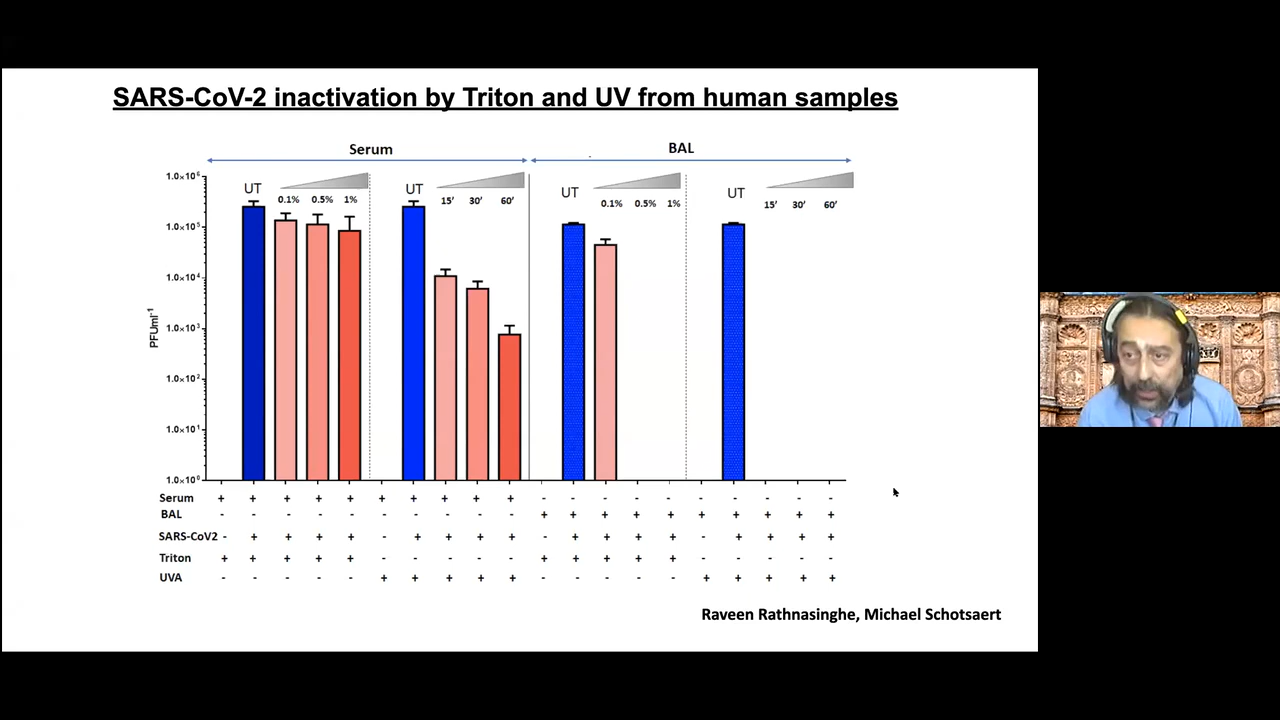 SARS-CoV-2 inactivation by Triton and UV from human samples
Serum
BAL
1.0×10⁶
1.0×10⁵
1.0×10⁴
1.0×10³
1.0×10²
1.0×10¹
1.0×10⁰
PFUml⁻¹
UT
0.1% 0.5% 1%
UT
15' 30' 60'
UT
0.1% 0.5% 1%
UT
15' 30' 60'
Serum + + + + + + + + + + - - - - - - - - - -
BAL - - - - - - - - - - + + + + + + + + + +
SARS-CoV2 - + + + + - + + + + - + + + + - + + + +
Triton + + + + + - - - - - + + + + + - - - - -
UVA - - - - - + + + + + - - - - - + + + + +
Raveen Rathnasinghe, Michael Schotsaert